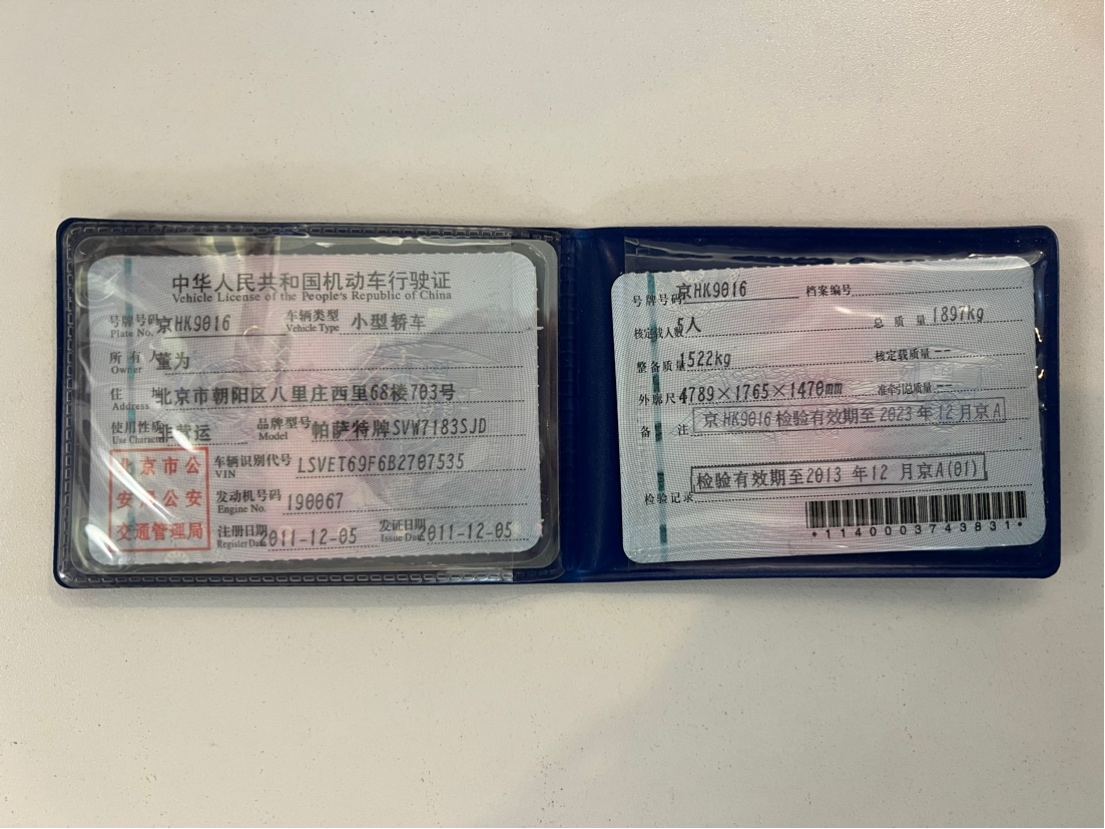 中华人民共和国机动车行驶证
Vehicle License of the People's Republic of China
号牌号码 京HK9016 车辆类型 小型轿车
Plate No. Vehicle Type
所有人 董为
Owner
住址 北京市朝阳区八里庄西里68楼703号
Address
使用性质 非营运 品牌型号 帕萨特牌SVW7183SJD
Use Character Model
北京市公
安局公安
交通管理局
车辆识别代号 LSVET69F6B2707535
VIN
发动机号码 190067
Engine No.
注册日期 2011-12-05 发证日期 2011-12-05
Register Date Issue Date
号牌号码 京HK9016 档案编号
核定载人数 5人 总质量 1897kg
整备质量 1522kg 核定载质量 --
外廓尺寸 4789×1765×1470mm 准牵引总质量 --
备注 京HK9016检验有效期至2023年12月京A
检验记录 检验有效期至2013年12月京A(01)
*1140003743831*